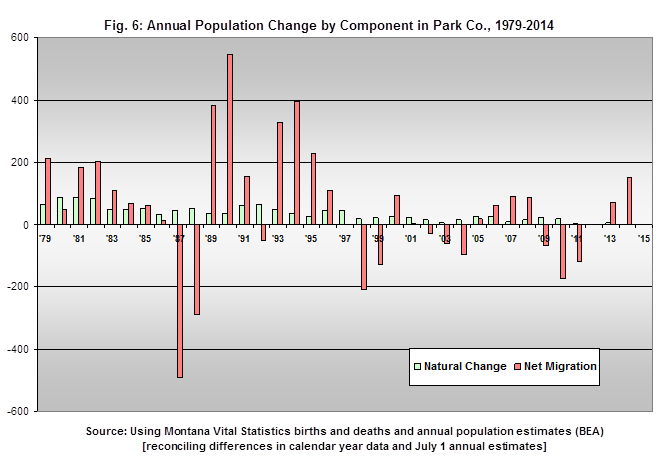 Fig. 6: Annual Population Change by Component in Park Co., 1979-2014
600
400
200
0
-200
-400
-600
'79 '81 '83 '85 '87 '89 '91 '93 '95 '97 '99 '01 '03 '05 '07 '09 '11 '13 '15
Natural Change Net Migration
Source: Using Montana Vital Statistics births and deaths and annual population estimates (BEA)
[reconciling differences in calendar year data and July 1 annual estimates]